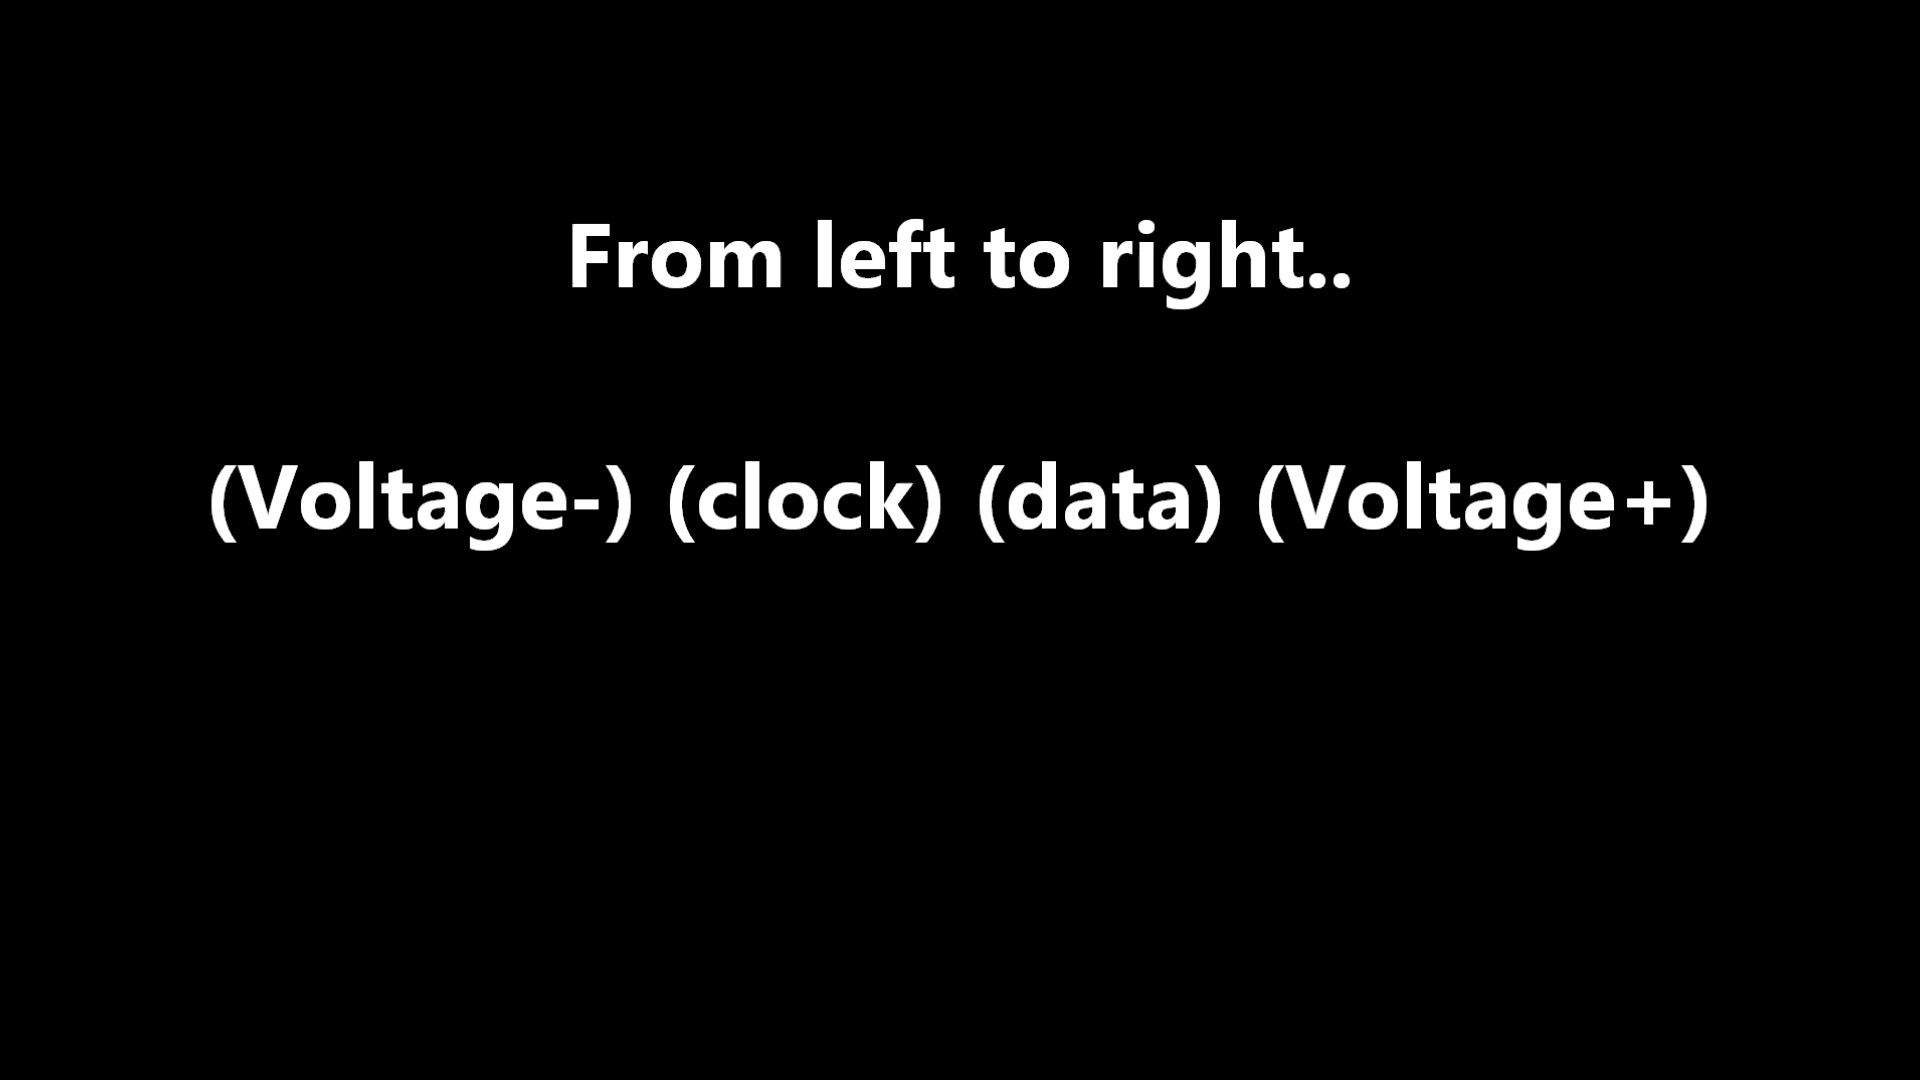 From left to right..
(Voltage-) (clock) (data) (Voltage+)